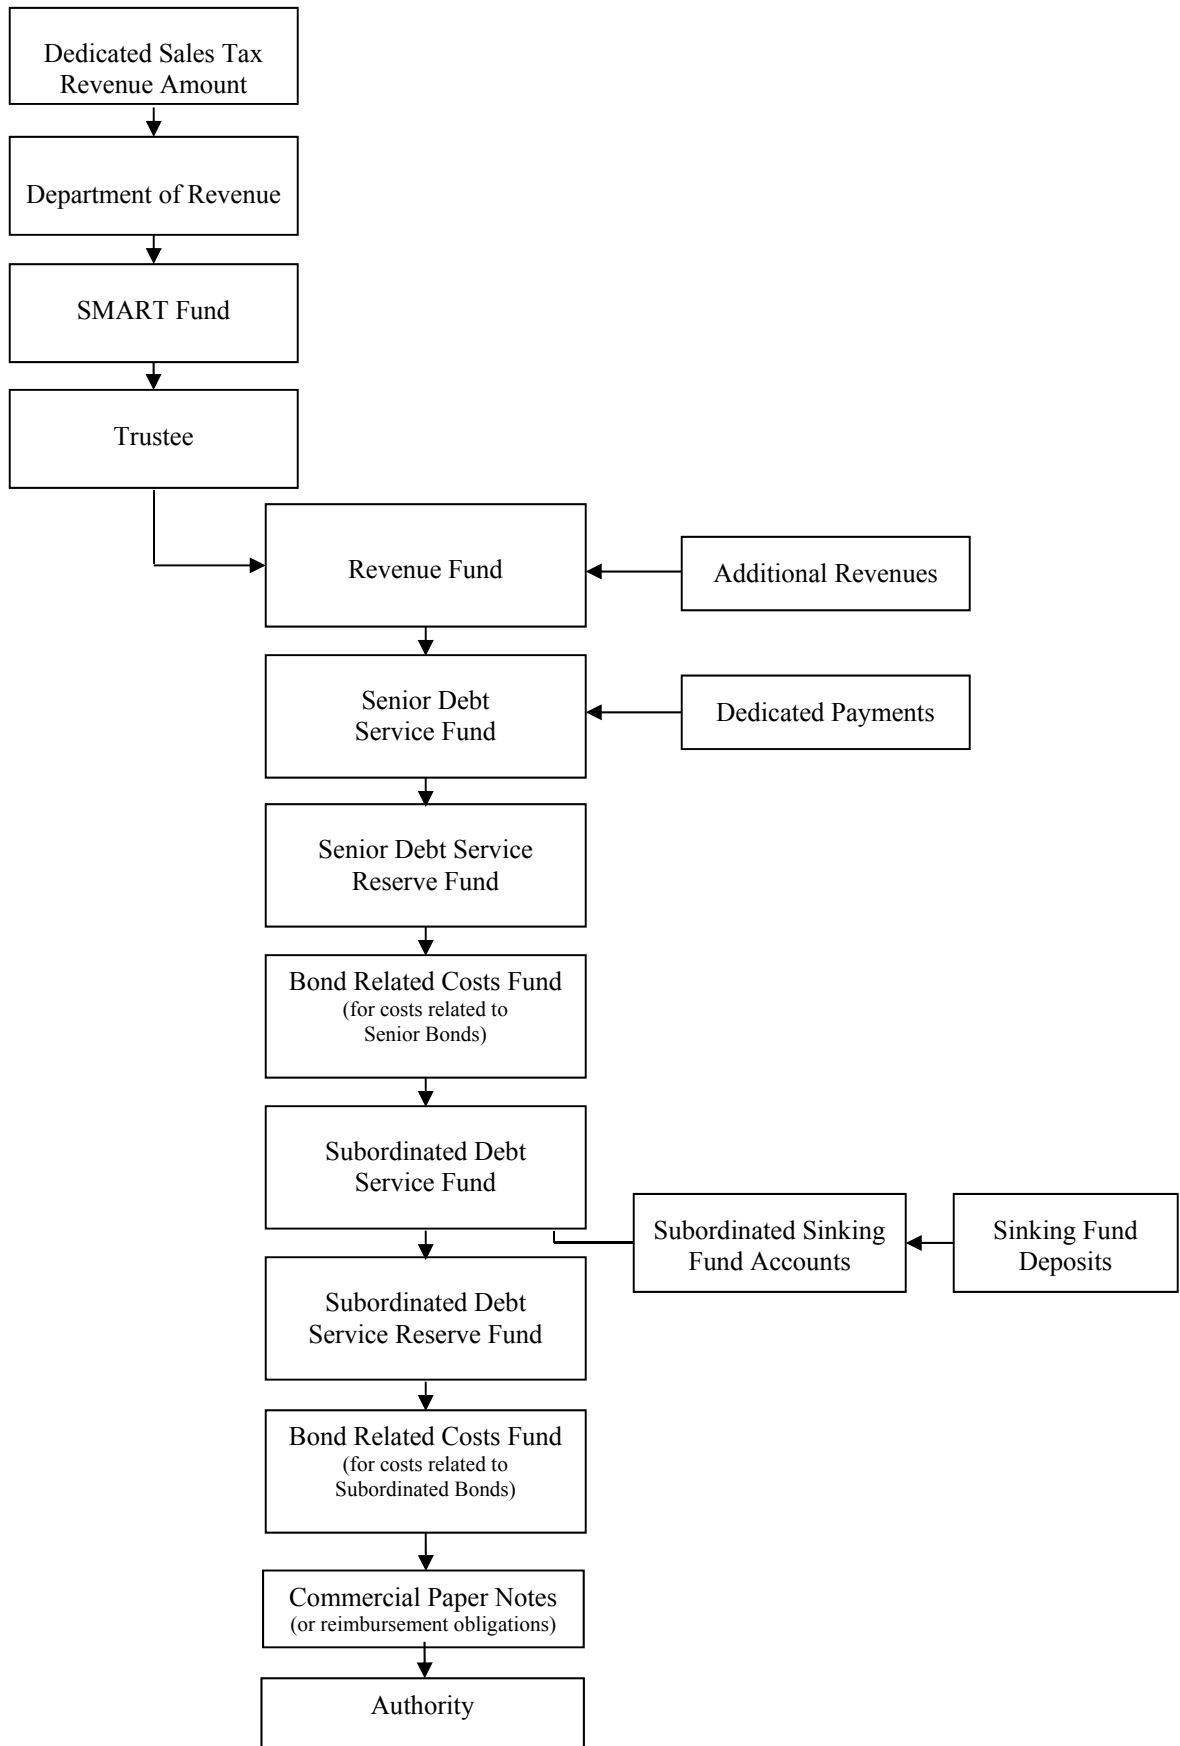 Dedicated Sales Tax
Revenue Amount
Department of Revenue
SMART Fund
Trustee
Revenue Fund
Additional Revenues
Senior Debt
Service Fund
Dedicated Payments
Senior Debt Service
Reserve Fund
Bond Related Costs Fund
(for costs related to
Senior Bonds)
Subordinated Debt
Service Fund
Subordinated Sinking
Fund Accounts
Sinking Fund
Deposits
Subordinated Debt
Service Reserve Fund
Bond Related Costs Fund
(for costs related to
Subordinated Bonds)
Commercial Paper Notes
(or reimbursement obligations)
Authority